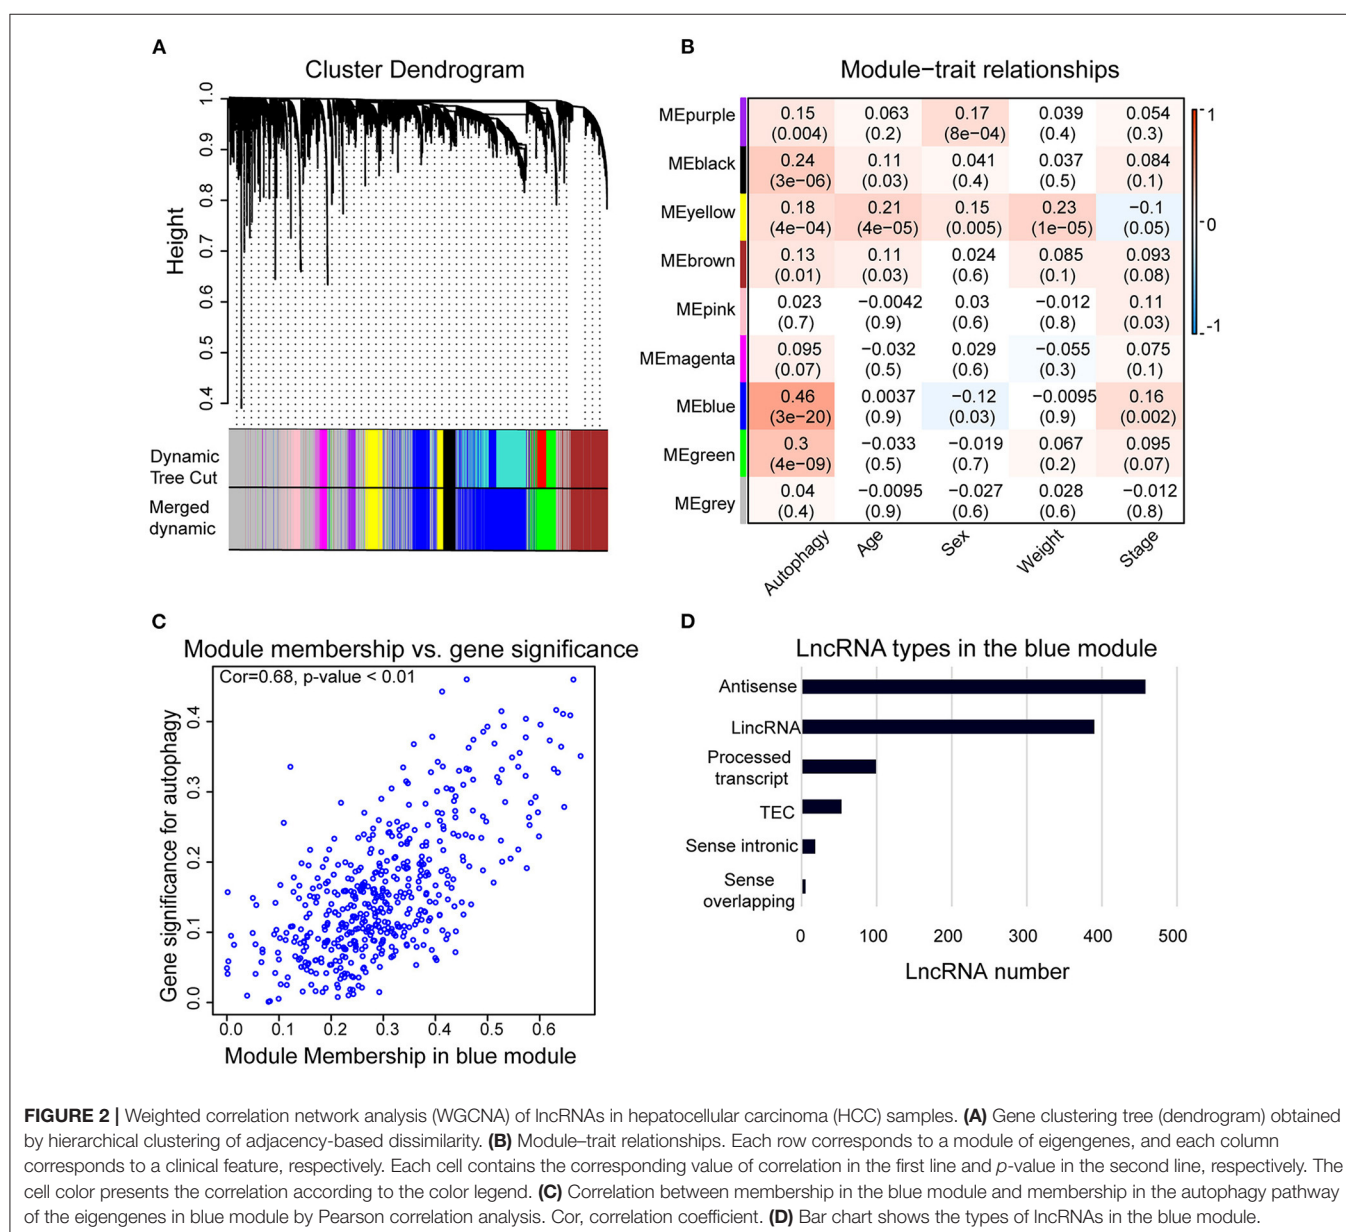 A
Cluster Dendrogram
Height
1.0
0.9
0.8
0.7
0.6
0.5
0.4
Dynamic
Tree Cut
Merged
dynamic
B
Module−trait relationships
MEpurple 0.15 0.063 0.17 0.039 0.054
(0.004) (0.2) (8e−04) (0.4) (0.3)
MEblack 0.24 0.11 0.041 0.037 0.084
(3e−06) (0.03) (0.4) (0.5) (0.1)
MEyellow 0.18 0.21 0.15 0.23 −0.1
(4e−04) (4e−05) (0.005) (1e−05) (0.05)
MEbrown 0.13 0.11 0.024 0.085 0.093
(0.01) (0.03) (0.6) (0.1) (0.08)
MEpink 0.023 −0.0042 0.03 −0.012 0.11
(0.7) (0.9) (0.6) (0.8) (0.03)
MEmagenta 0.095 −0.032 0.029 −0.055 0.075
(0.07) (0.5) (0.6) (0.3) (0.1)
MEblue 0.46 0.0037 −0.12 −0.0095 0.16
(3e−20) (0.9) (0.03) (0.9) (0.002)
MEgreen 0.3 −0.033 −0.019 0.067 0.095
(4e−09) (0.5) (0.7) (0.2) (0.07)
MEgrey 0.04 −0.0095 −0.027 0.028 −0.012
(0.4) (0.9) (0.6) (0.6) (0.8)
Autophagy Age Sex Weight Stage
1
0
-1
C
Module membership vs. gene significance
Cor=0.68, p-value < 0.01
Gene significance for autophagy
0.4
0.3
0.2
0.1
0.0
0.0 0.1 0.2 0.3 0.4 0.5 0.6
Module Membership in blue module
D
LncRNA types in the blue module
Antisense
LincRNA
Processed
transcript
TEC
Sense intronic
Sense
overlapping
0 100 200 300 400 500
LncRNA number
FIGURE 2 | Weighted correlation network analysis (WGCNA) of lncRNAs in hepatocellular carcinoma (HCC) samples. (A) Gene clustering tree (dendrogram) obtained
by hierarchical clustering of adjacency-based dissimilarity. (B) Module–trait relationships. Each row corresponds to a module of eigengenes, and each column
corresponds to a clinical feature, respectively. Each cell contains the corresponding value of correlation in the first line and p-value in the second line, respectively. The
cell color presents the correlation according to the color legend. (C) Correlation between membership in the blue module and membership in the autophagy pathway
of the eigengenes in blue module by Pearson correlation analysis. Cor, correlation coefficient. (D) Bar chart shows the types of lncRNAs in the blue module.